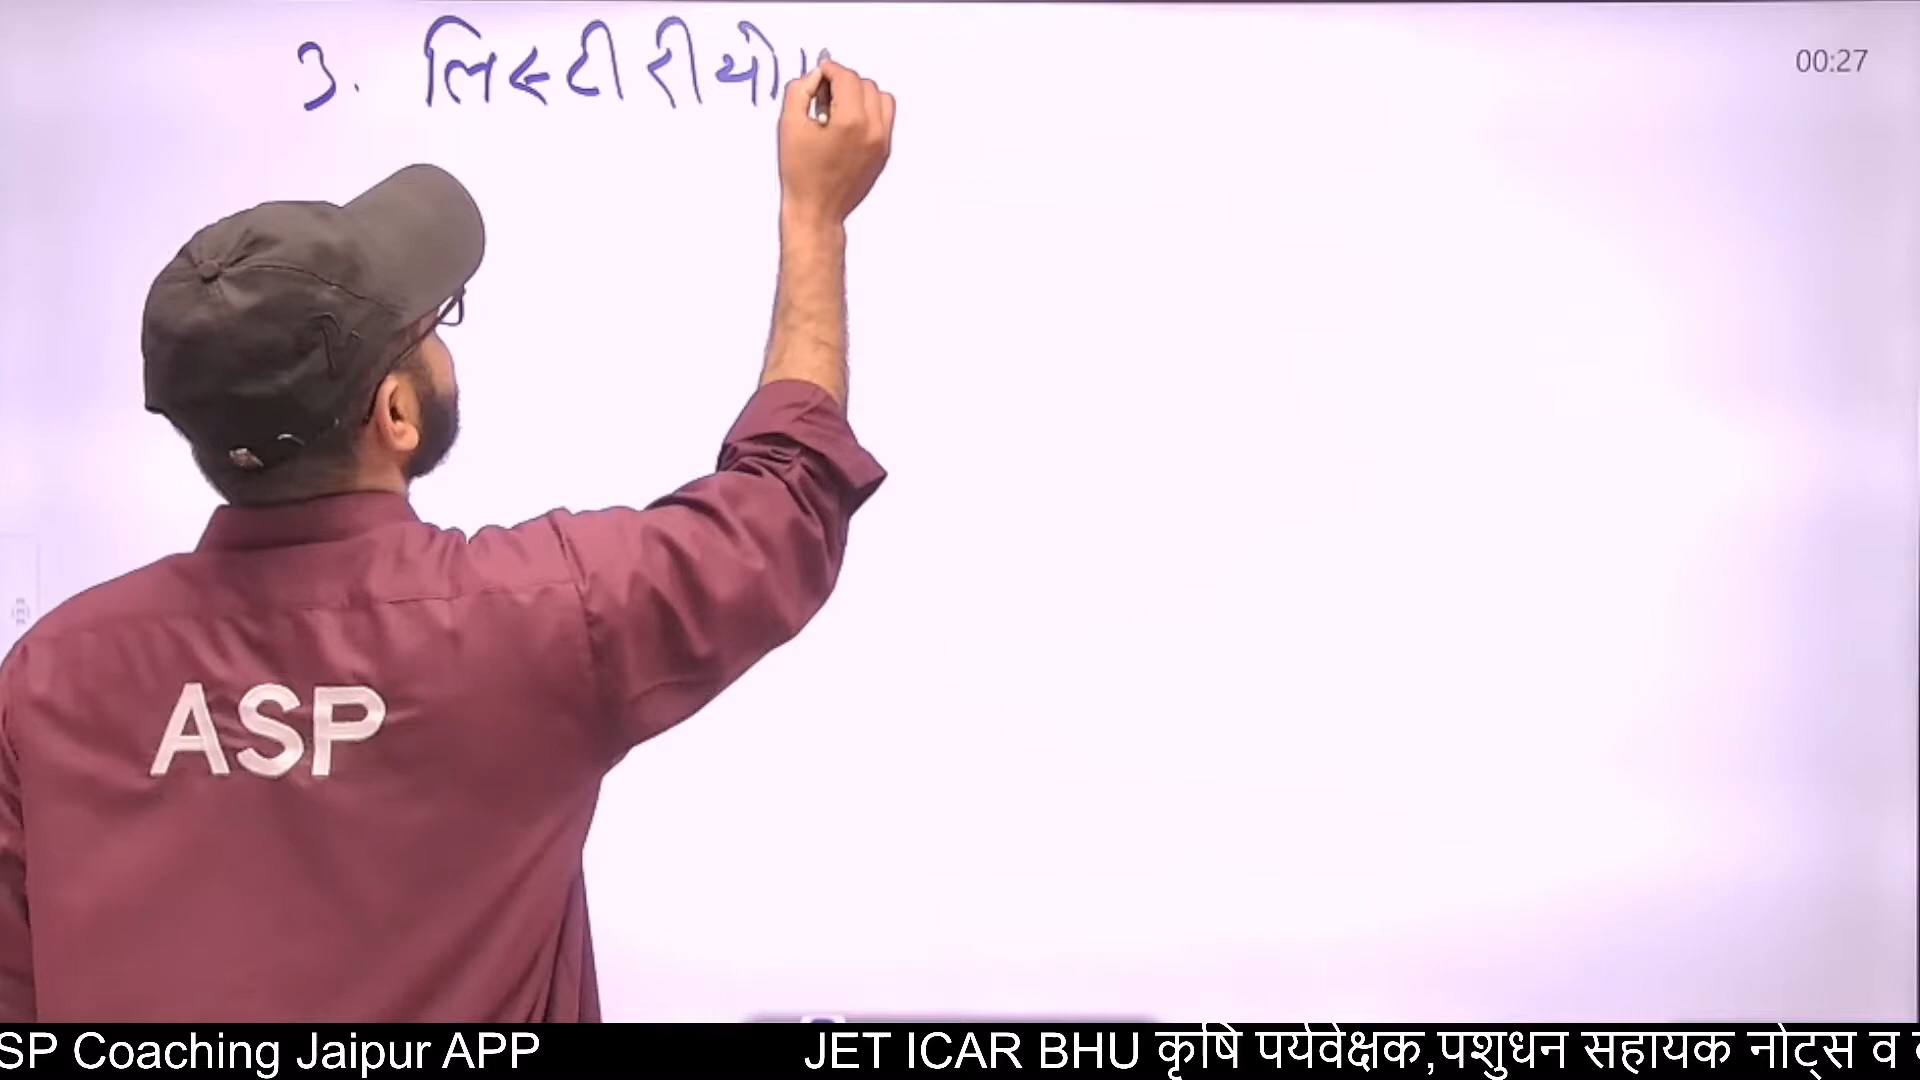 3. लिस्टीरीयो
00:27
ASP
SP Coaching Jaipur APP JET ICAR BHU कृषि पर्यवेक्षक,पशुधन सहायक नोट्स व